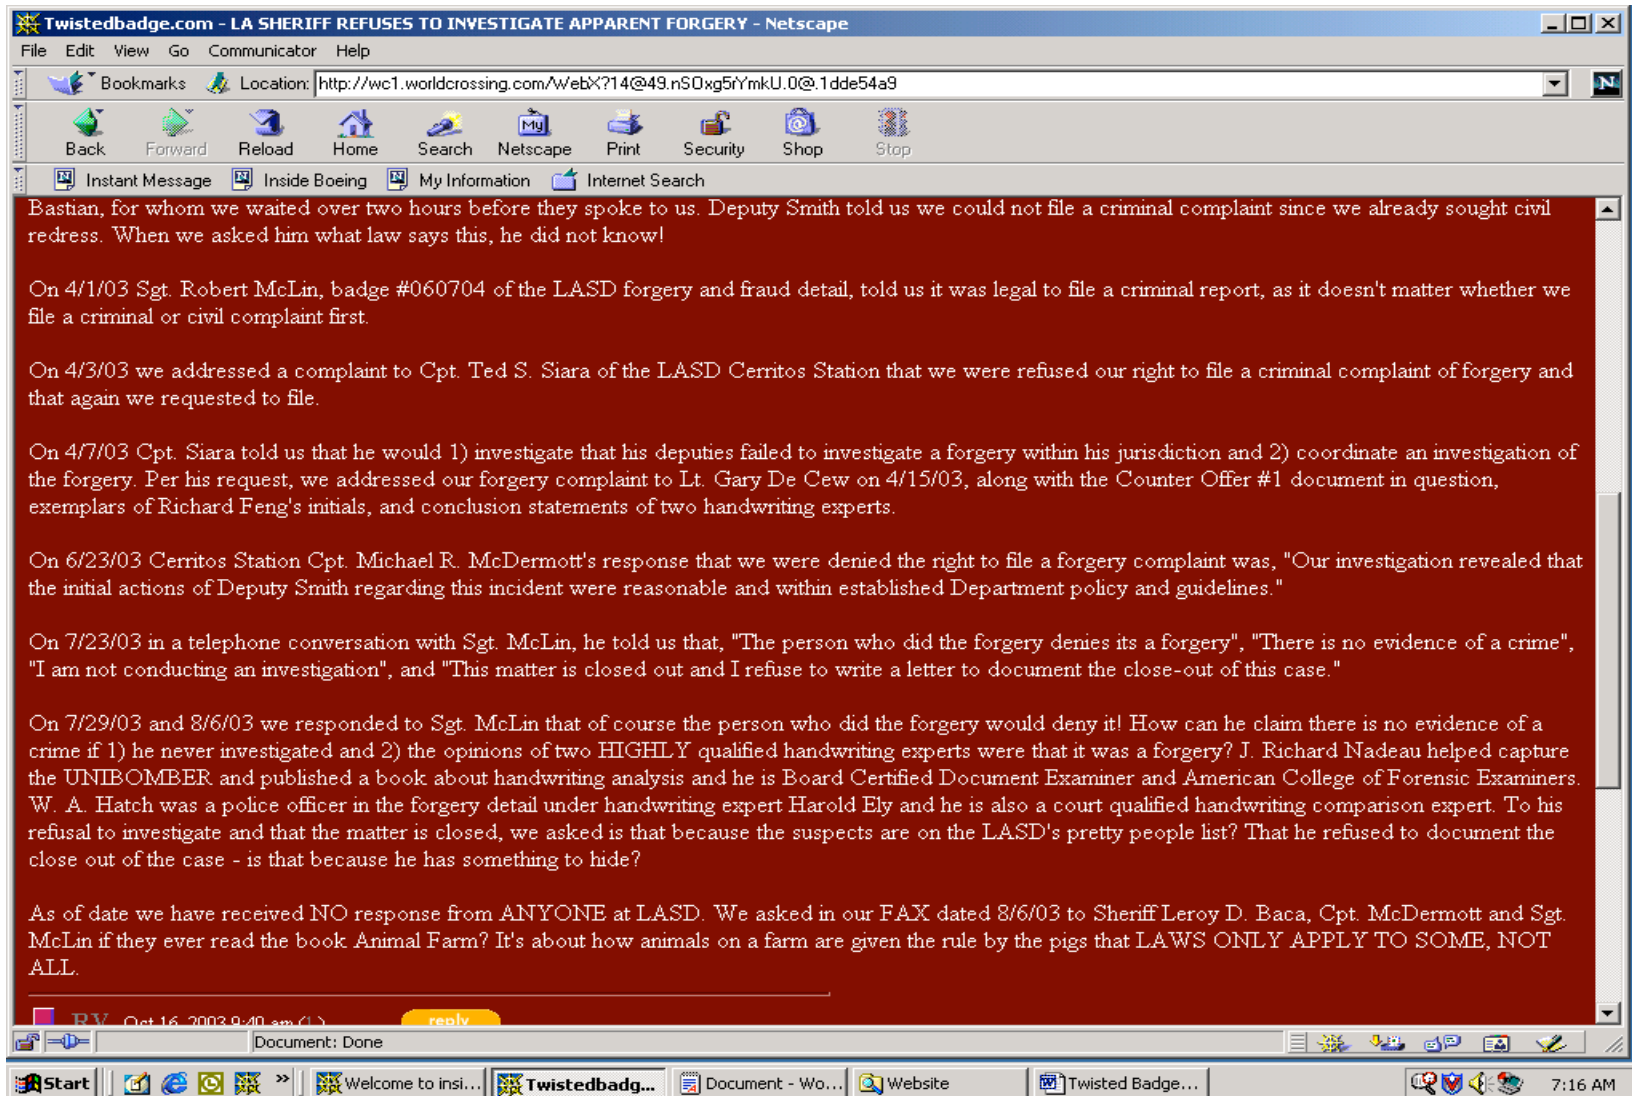 Twistedbadge.com - LA SHERIFF REFUSES TO INVESTIGATE APPARENT FORGERY - Netscape
File Edit View Go Communicator Help
Bookmarks Location: http://wc1.worldcrossing.com/WebX?14@49.nSOxg5rYmkU.0@.1dde54a9
Back Forward Reload Home Search Netscape Print Security Shop Stop
Instant Message Inside Boeing My Information Internet Search
Bastian, for whom we waited over two hours before they spoke to us. Deputy Smith told us we could not file a criminal complaint since we already sought civil
redress. When we asked him what law says this, he did not know!
On 4/1/03 Sgt. Robert McLin, badge #060704 of the LASD forgery and fraud detail, told us it was legal to file a criminal report, as it doesn't matter whether we
file a criminal or civil complaint first.
On 4/3/03 we addressed a complaint to Cpt. Ted S. Siara of the LASD Cerritos Station that we were refused our right to file a criminal complaint of forgery and
that again we requested to file.
On 4/7/03 Cpt. Siara told us that he would 1) investigate that his deputies failed to investigate a forgery within his jurisdiction and 2) coordinate an investigation of
the forgery. Per his request, we addressed our forgery complaint to Lt. Gary De Cew on 4/15/03, along with the Counter Offer #1 document in question,
exemplars of Richard Feng's initials, and conclusion statements of two handwriting experts.
On 6/23/03 Cerritos Station Cpt. Michael R. McDermott's response that we were denied the right to file a forgery complaint was, "Our investigation revealed that
the initial actions of Deputy Smith regarding this incident were reasonable and within established Department policy and guidelines."
On 7/23/03 in a telephone conversation with Sgt. McLin, he told us that, "The person who did the forgery denies its a forgery", "There is no evidence of a crime",
"I am not conducting an investigation", and "This matter is closed out and I refuse to write a letter to document the close-out of this case."
On 7/29/03 and 8/6/03 we responded to Sgt. McLin that of course the person who did the forgery would deny it! How can he claim there is no evidence of a
crime if 1) he never investigated and 2) the opinions of two HIGHLY qualified handwriting experts were that it was a forgery? J. Richard Nadeau helped capture
the UNIBOMBER and published a book about handwriting analysis and he is Board Certified Document Examiner and American College of Forensic Examiners.
W. A. Hatch was a police officer in the forgery detail under handwriting expert Harold Ely and he is also a court qualified handwriting comparison expert. To his
refusal to investigate and that the matter is closed, we asked is that because the suspects are on the LASD's pretty people list? That he refused to document the
close out of the case - is that because he has something to hide?
As of date we have received NO response from ANYONE at LASD. We asked in our FAX dated 8/6/03 to Sheriff Leroy D. Baca, Cpt. McDermott and Sgt.
McLin if they ever read the book Animal Farm? It's about how animals on a farm are given the rule by the pigs that LAWS ONLY APPLY TO SOME, NOT
ALL.
RY Oct 16, 2003 9:40 am (1) reply
Document: Done
Start Welcome to insi... Twistedbadg... Document - Wo... Website Twisted Badge... 7:16 AM